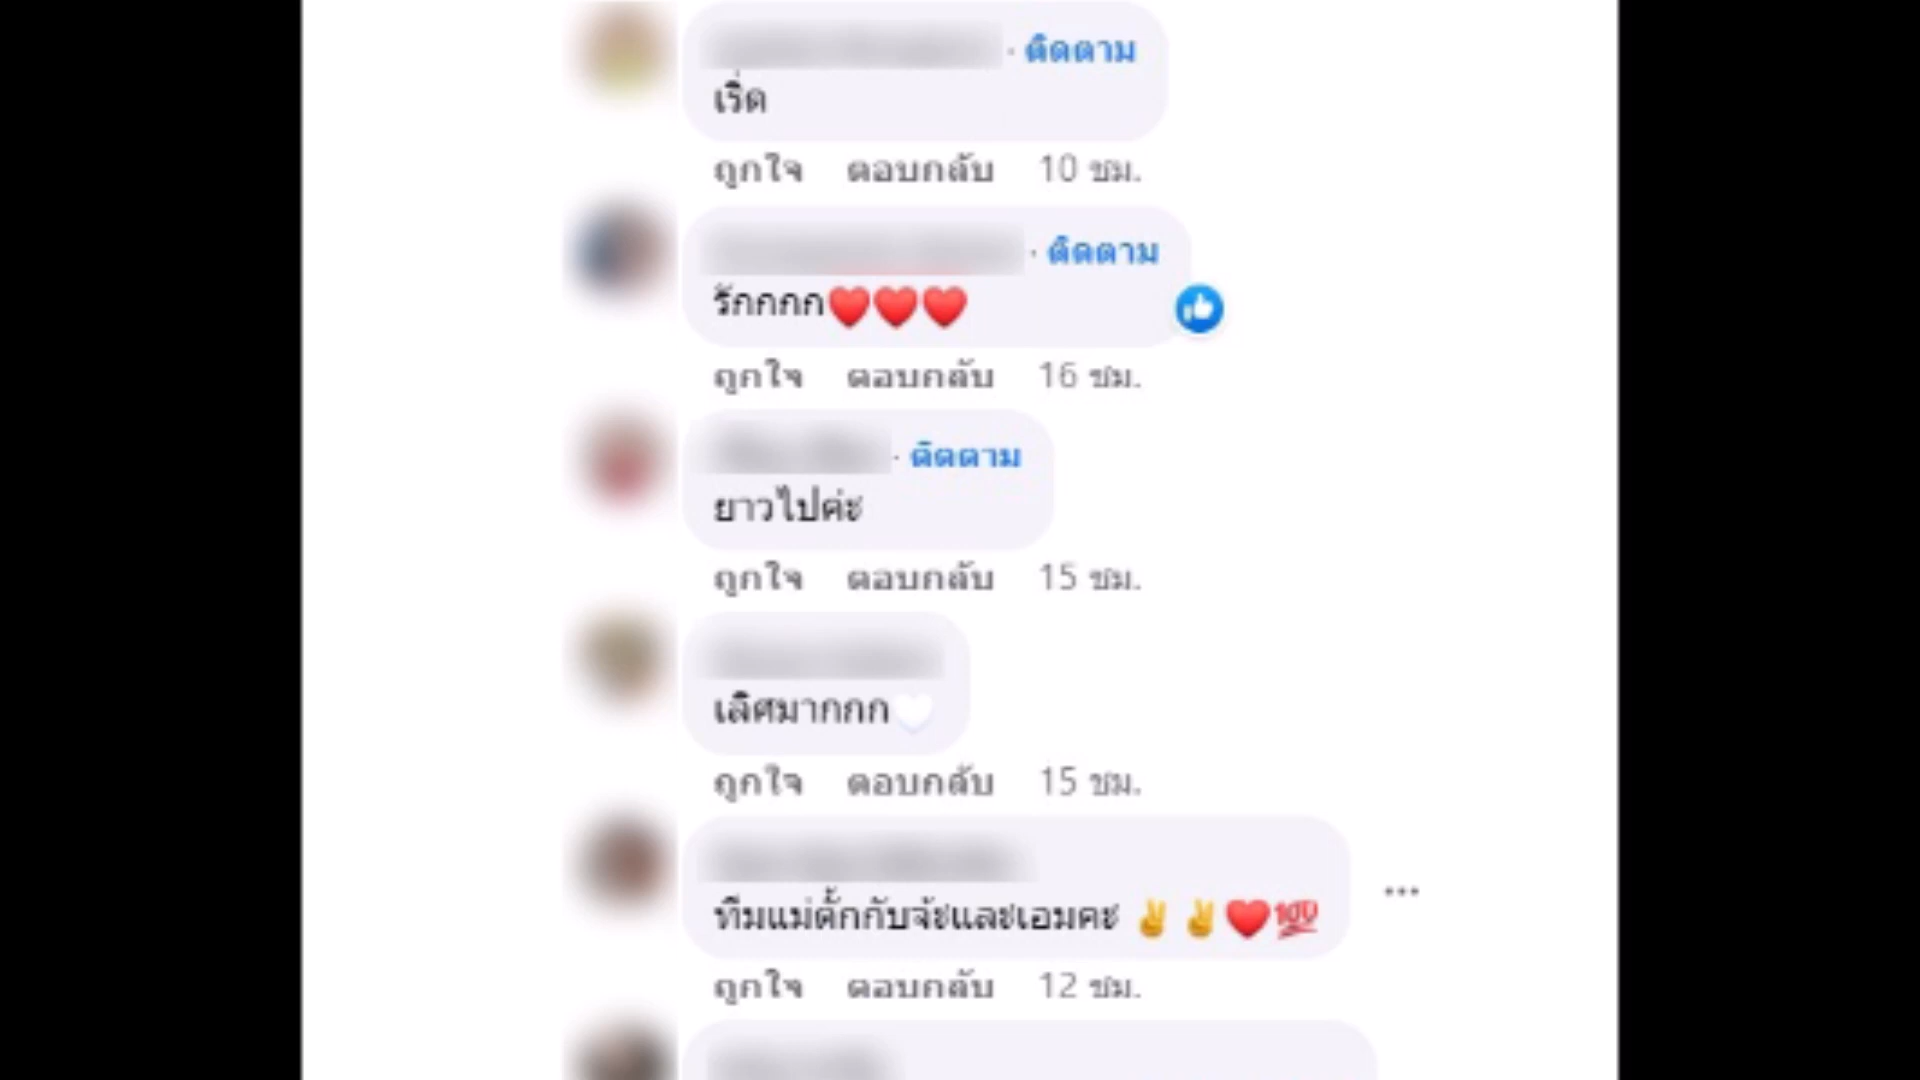 · ติดตาม
เริ่ด
ถูกใจ ตอบกลับ 10 ชม.
· ติดตาม
รักกกก❤️❤️❤️
ถูกใจ ตอบกลับ 16 ชม.
· ติดตาม
ยาวไปค่ะ
ถูกใจ ตอบกลับ 15 ชม.
เลิศมากกก🤍
ถูกใจ ตอบกลับ 15 ชม.
ทีมแม่ตั้กกับจ้ะและเอมคะ ✌️✌️❤️💯
ถูกใจ ตอบกลับ 12 ชม.